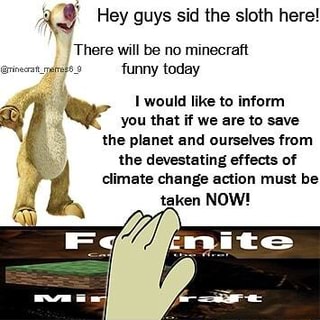 Hey guys sid the sloth here!
There will be no minecraft
@minecraft_memes6_9
funny today
I would like to inform
you that if we are to save
the planet and ourselves from
the devestating effects of
climate change action must be
taken NOW!